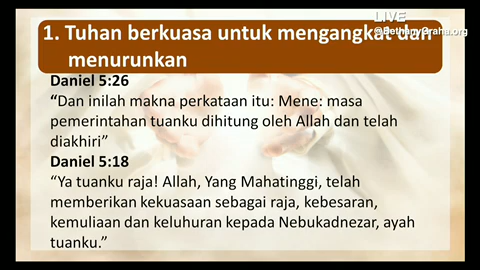 LIVE
@BethanyGraha.org
1. Tuhan berkuasa untuk mengangkat dan
menurunkan
Daniel 5:26
“Dan inilah makna perkataan itu: Mene: masa
pemerintahan tuanku dihitung oleh Allah dan telah
diakhiri”
Daniel 5:18
“Ya tuanku raja! Allah, Yang Mahatinggi, telah
memberikan kekuasaan sebagai raja, kebesaran,
kemuliaan dan keluhuran kepada Nebukadnezar, ayah
tuanku.”